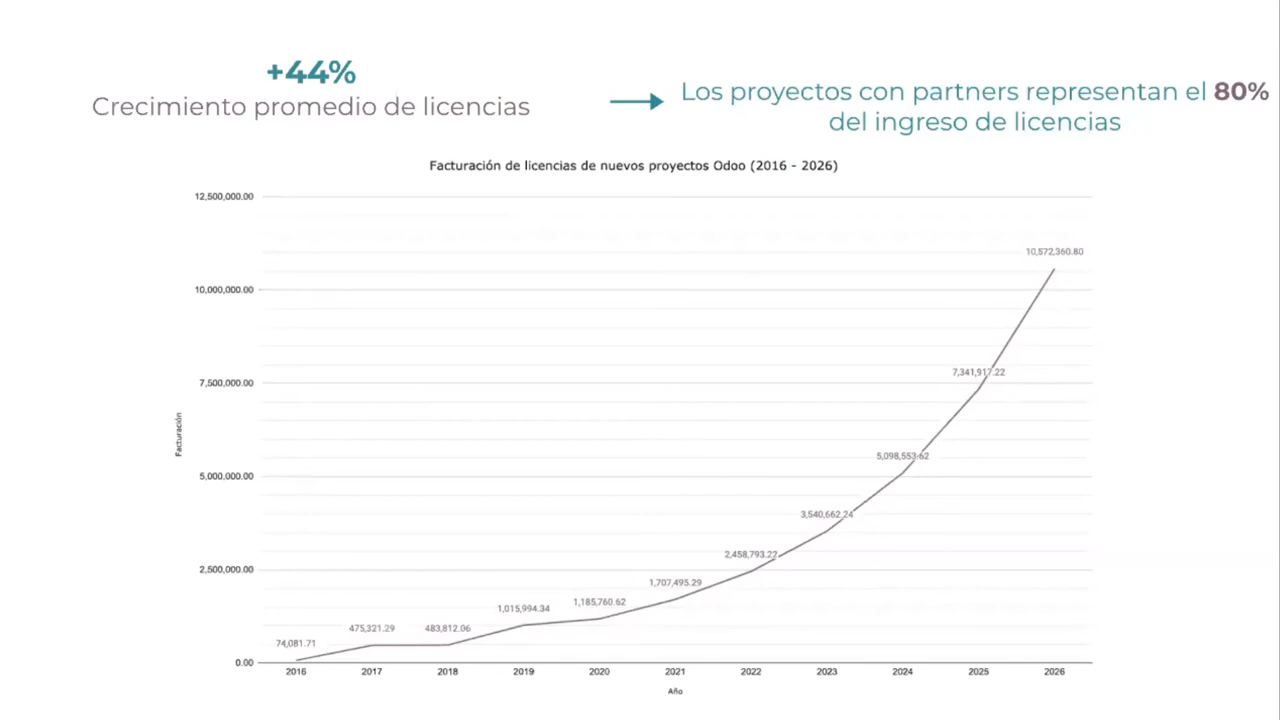 +44%
Crecimiento promedio de licencias
Los proyectos con partners representan el 80%
del ingreso de licencias
Facturación de licencias de nuevos proyectos Odoo (2016 - 2026)
12,500,000.00
10,572,360.80
10,000,000.00
7,500,000.00
7,341,917.22
5,098,553.62
5,000,000.00
3,540,662.24
2,458,793.22
2,500,000.00
1,707,495.29
1,185,760.62
1,015,994.34
483,812.06
475,321.29
74,081.71
0.00
Facturación
2016 2017 2018 2019 2020 2021 2022 2023 2024 2025 2026
Año